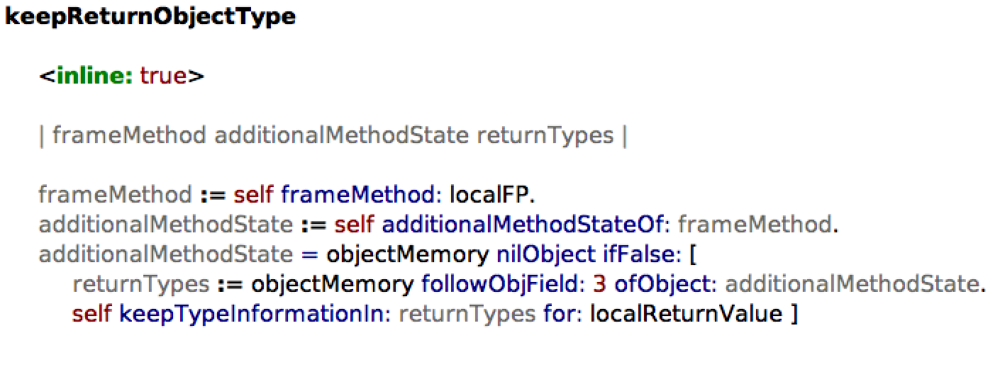 keepReturnObjectType
<inline: true>
| frameMethod additionalMethodState returnTypes |
frameMethod := self frameMethod: localFP.
additionalMethodState := self additionalMethodStateOf: frameMethod.
additionalMethodState = objectMemory nilObject ifFalse: [
returnTypes := objectMemory followObjField: 3 ofObject: additionalMethodState.
self keepTypeInformationIn: returnTypes for: localReturnValue ]